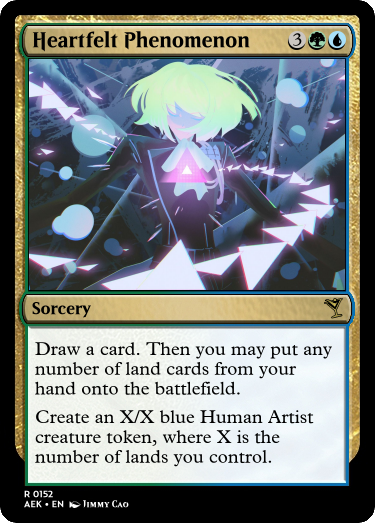 Heartfelt Phenomenon 3
Sorcery
Draw a card. Then you may put any
number of land cards from your
hand onto the battlefield.
Create an X/X blue Human Artist
creature token, where X is the
number of lands you control.
R 0152
AEK • EN Jimmy Cao